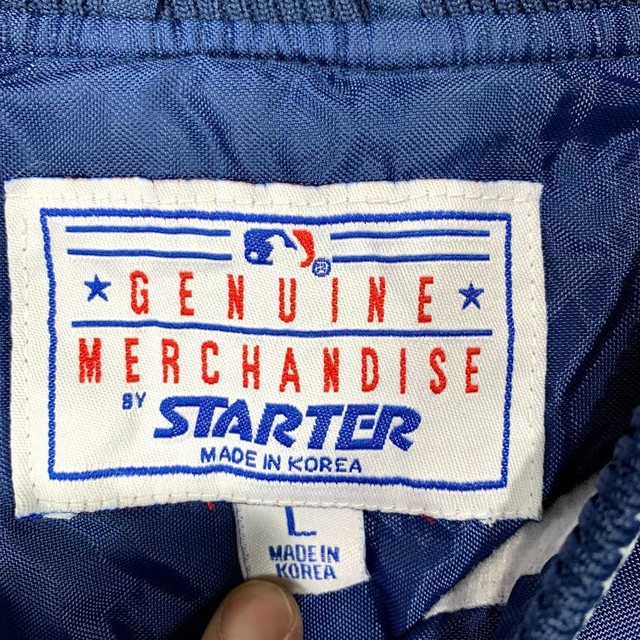 GENUINE
MERCHANDISE
BY STARTER
MADE IN KOREA
L
MADE IN
KOREA